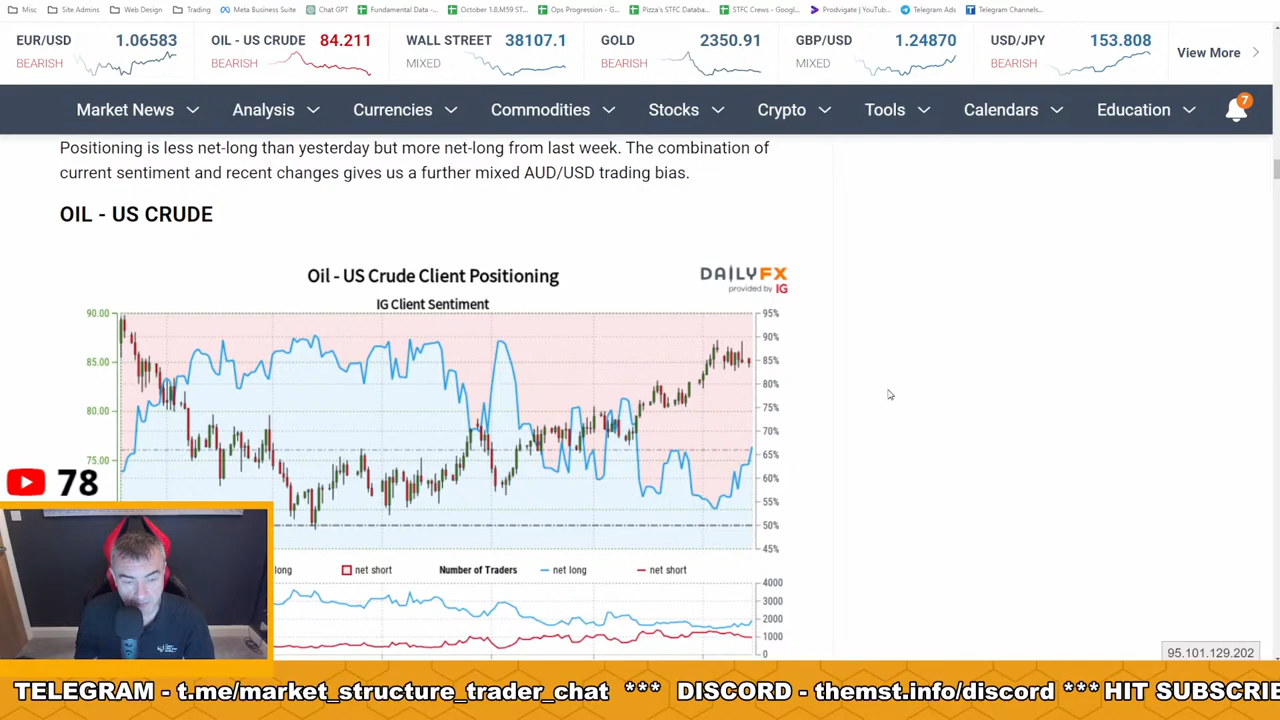 Misc Site Admins Web Design Trading Meta Business Suite Chat GPT Fundamental Data -... October 1.8.M59 ST... Ops Progression - G... Pizza's STFC Databa... STFC Crews - Googl... Prodvigate | YouTub... Telegram Ads Telegram Channels...
EUR/USD 1.06583 OIL - US CRUDE 84.211 WALL STREET 38107.1 GOLD 2350.91 GBP/USD 1.24870 USD/JPY 153.808
BEARISH BEARISH MIXED BEARISH MIXED BEARISH
View More
Market News Analysis Currencies Commodities Stocks Crypto Tools Calendars Education 7
Positioning is less net-long than yesterday but more net-long from last week. The combination of
current sentiment and recent changes gives us a further mixed AUD/USD trading bias.
OIL - US CRUDE
Oil - US Crude Client Positioning
DAILYFX
provided by IG
IG Client Sentiment
90.00 95%
90%
85.00 85%
80%
80.00 75%
70%
75.00 65%
60%
55%
50%
45%
78
long net short Number of Traders net long net short
4000
3000
2000
1000
0
95.101.129.202
TELEGRAM - t.me/market_structure_trader_chat *** DISCORD - themst.info/discord *** HIT SUBSCRIE